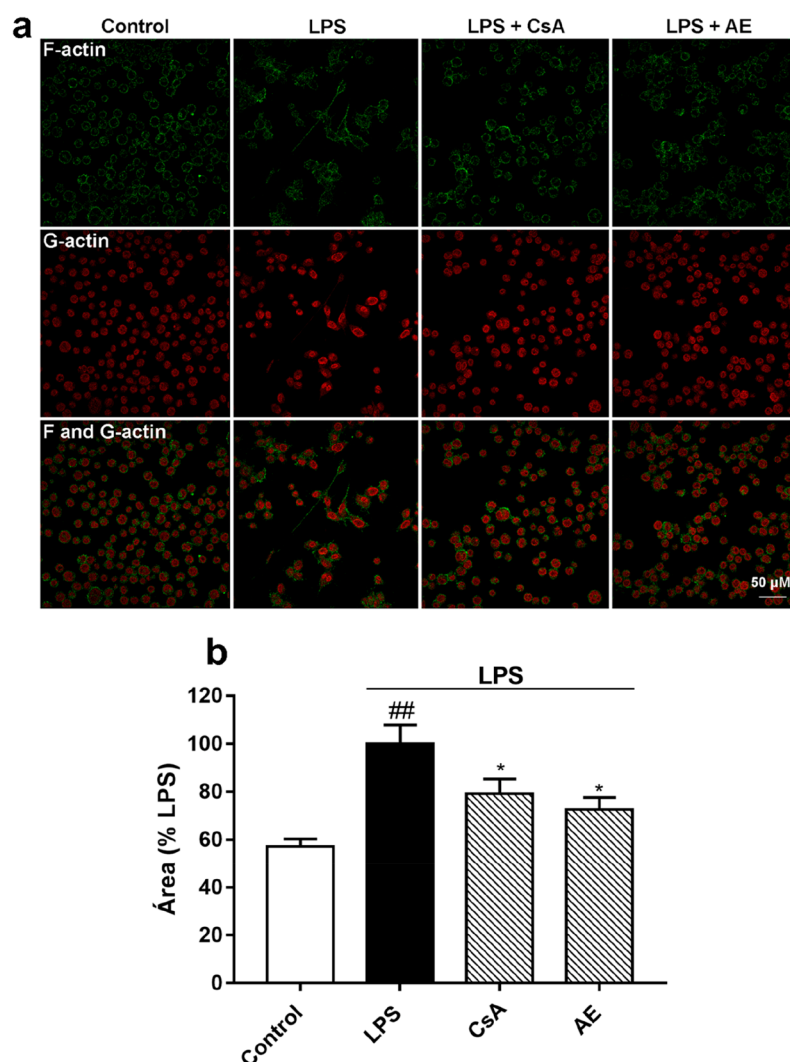 a
Control LPS LPS + CsA LPS + AE
F-actin
G-actin
F and G-actin
50 µM
b
LPS
120
##
100
*
80
*
60
40
20
0
Área (% LPS)
Control LPS CsA AE